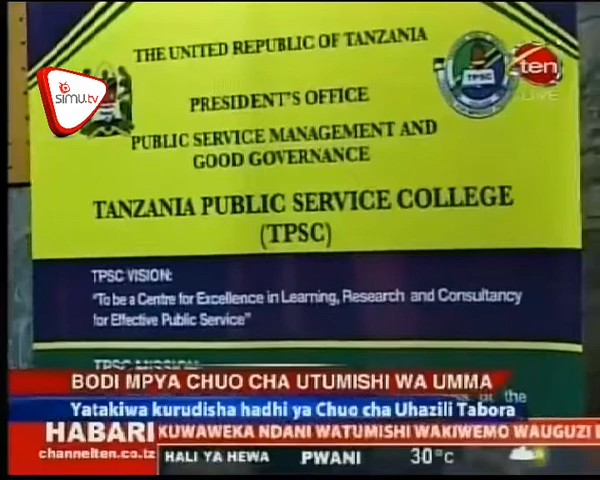 THE UNITED REPUBLIC OF TANZANIA
simu.tv
TPSC
ten
LIVE
PRESIDENT'S OFFICE
PUBLIC SERVICE MANAGEMENT AND
GOOD GOVERNANCE
TANZANIA PUBLIC SERVICE COLLEGE
(TPSC)
TPSC VISION:
"To be a Centre for Excellence in Learning, Research and Consultancy
for Effective Public Service"
TPSC MISSION:
the
BODI MPYA CHUO CHA UTUMISHI WA UMMA
Yatakiwa kurudisha hadhi ya Chuo cha Uhazili Tabora
HABARI KUWAWEKA NDANI WATUMISHI WAKIWEMO WAUGUZI
channelten.co.tz HALI YA HEWA PWANI 30°C